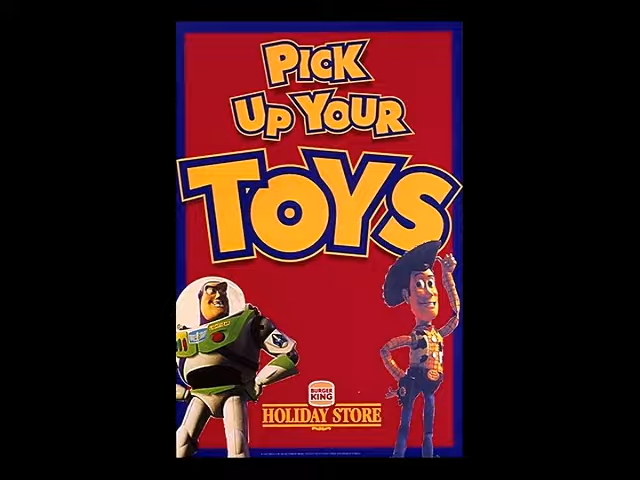 PICK
UP YOUR
TOYS
BURGER
KING
HOLIDAY STORE